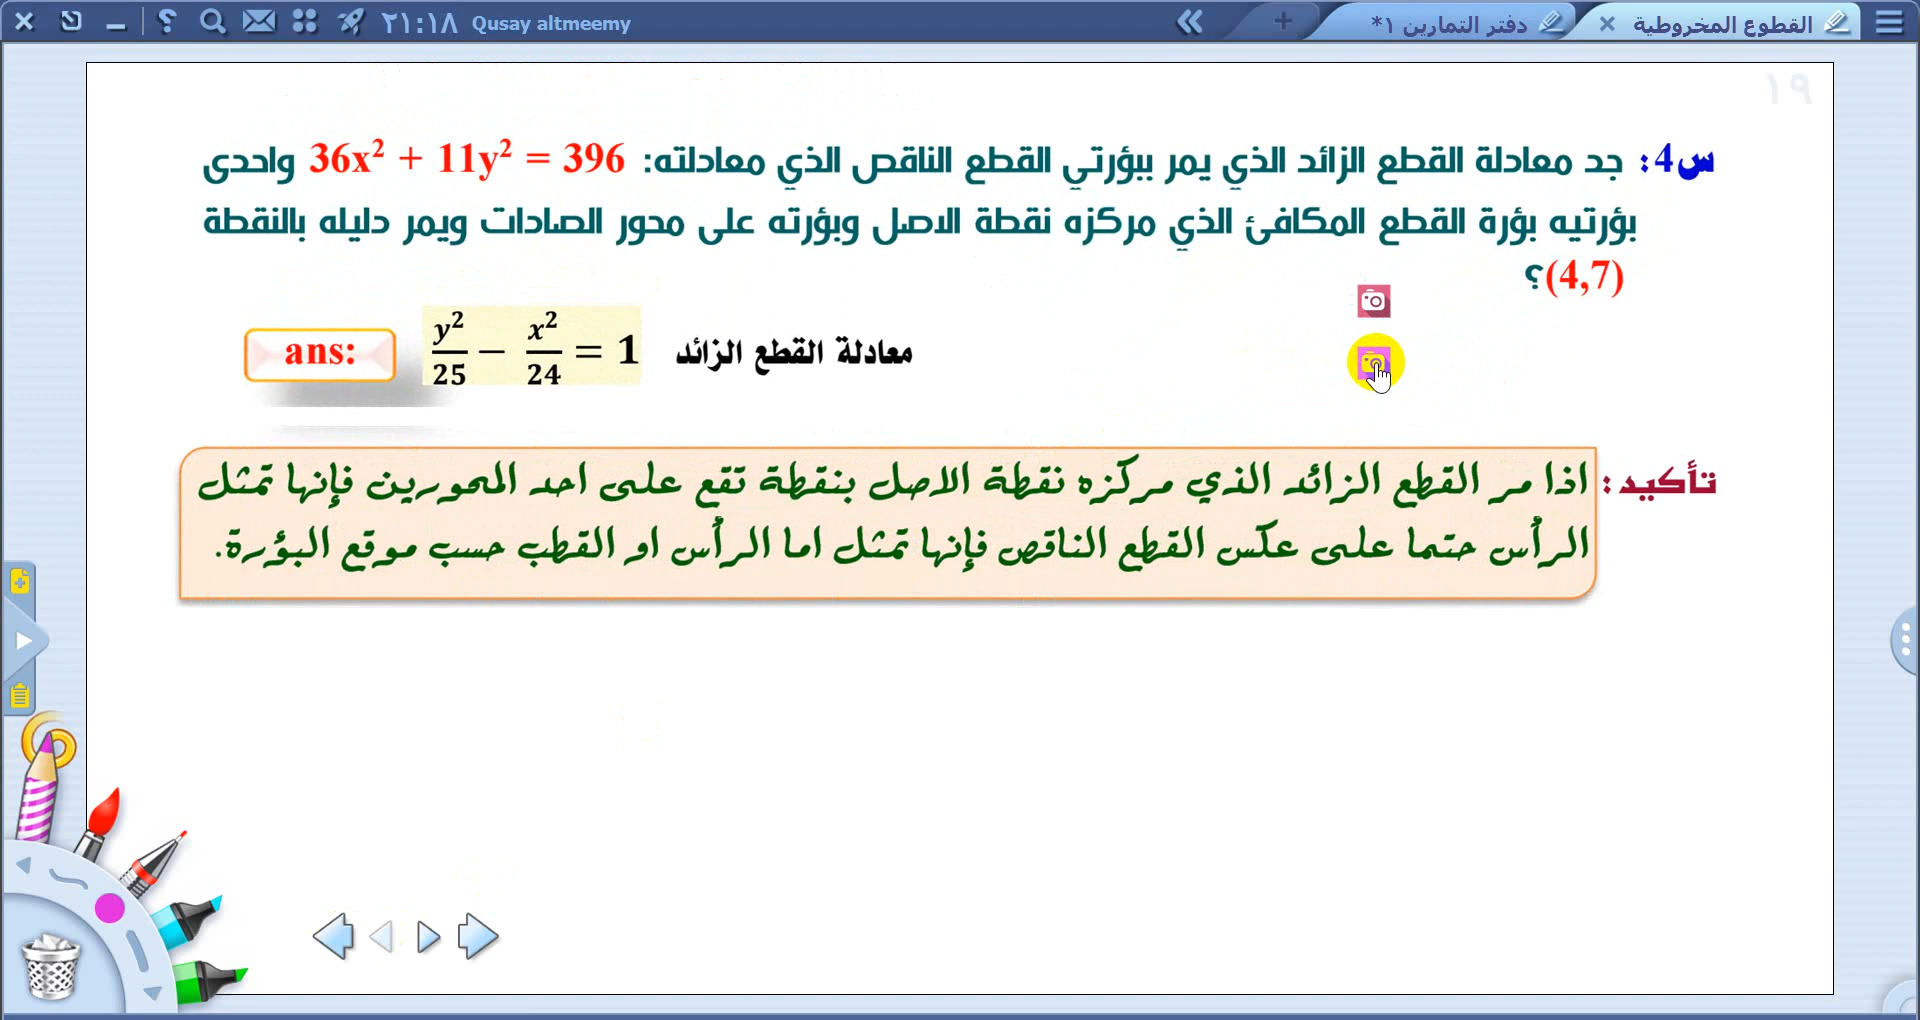 ٢١:١٨ Qusay altmeemy
دفتر التمارين ١*
القطوع المخروطية
١٩
س4: جد معادلة القطع الزائد الذي يمر ببؤرتي القطع الناقص الذي معادلته: 36x² + 11y² = 396 واحدى
بؤرتيه بؤرة القطع المكافئ الذي مركزه نقطة الاصل وبؤرته على محور الصادات ويمر دليله بالنقطة
(4,7)؟
ans: y²/25 − x²/24 = 1 معادلة القطع الزائد
تأكيد: اذا مر القطع الزائد الذي مركزه نقطة الاصل بنقطة تقع على احد المحورين فإنها تمثل
الرأس حتما على عكس القطع الناقص فإنها تمثل اما الرأس او القطب حسب موقع البؤرة.